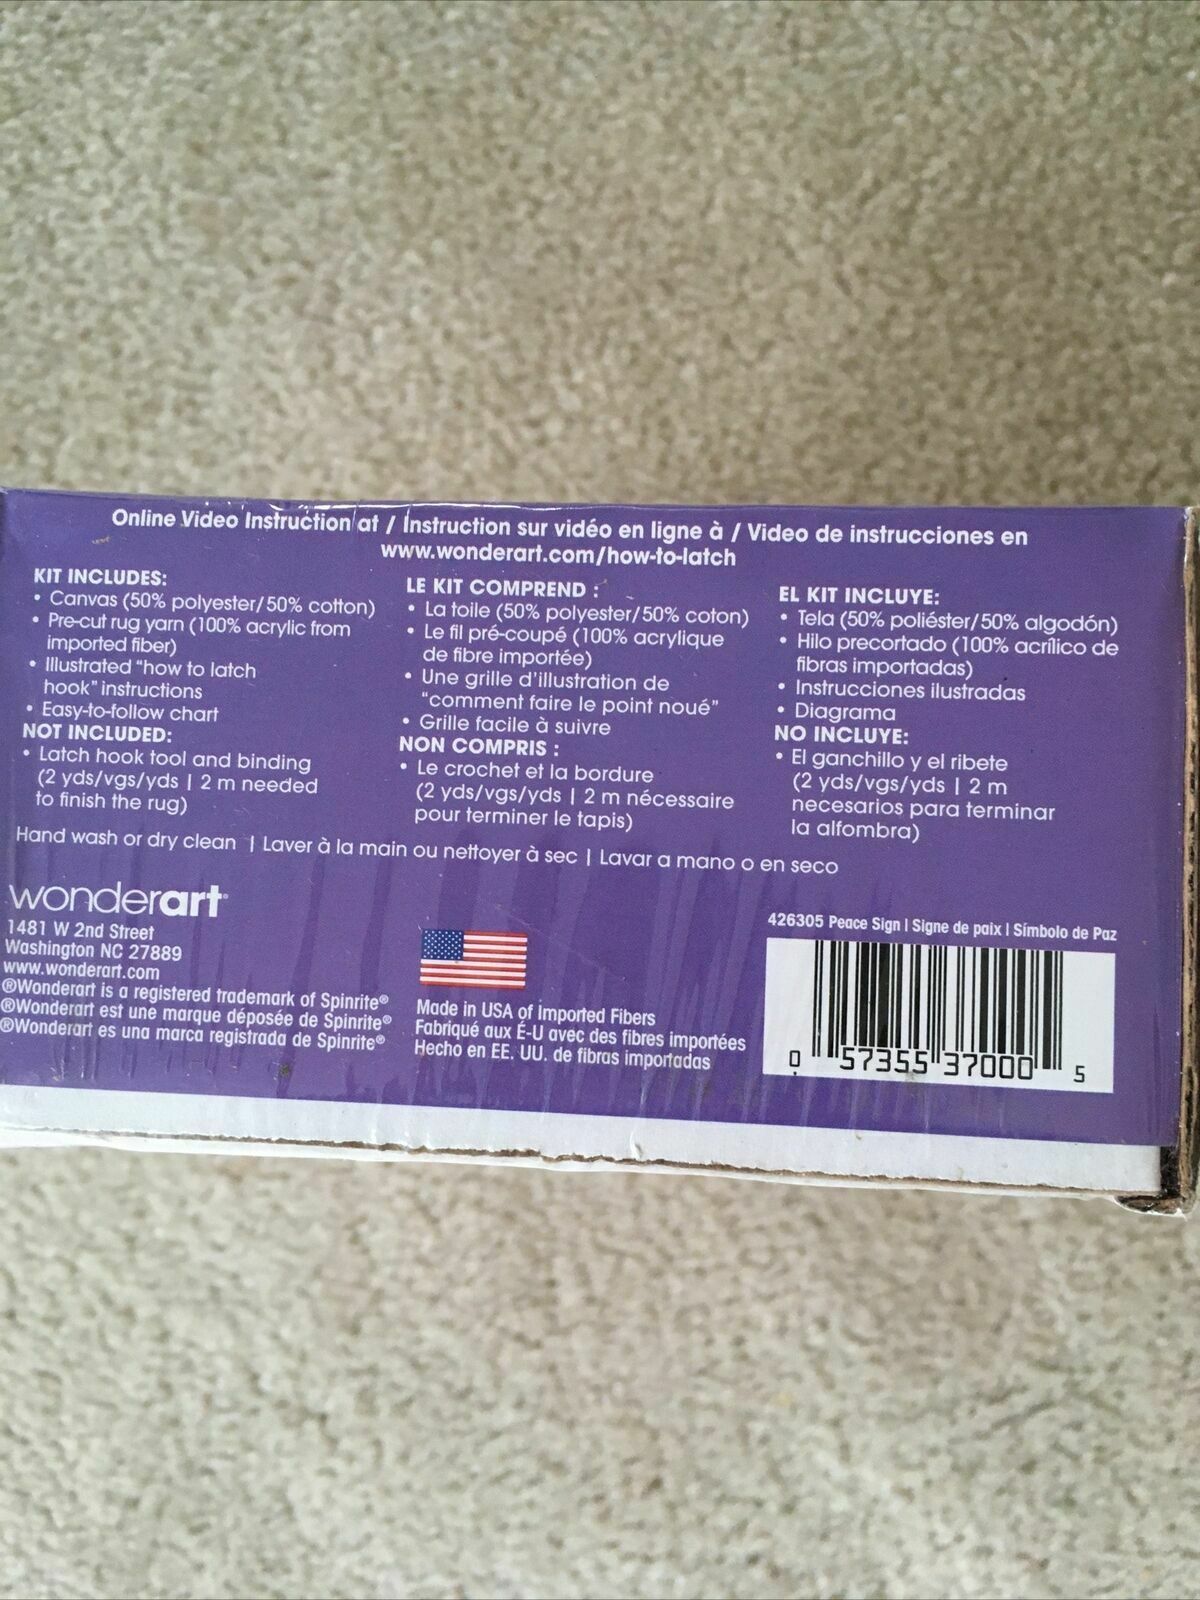 Online Video Instruction at / Instruction sur vidéo en ligne à / Video de instrucciones en
www.wonderart.com/how-to-latch
KIT INCLUDES:
• Canvas (50% polyester/50% cotton)
• Pre-cut rug yarn (100% acrylic from
imported fiber)
• Illustrated "how to latch
hook" instructions
• Easy-to-follow chart
NOT INCLUDED:
• Latch hook tool and binding
(2 yds/vgs/yds | 2 m needed
to finish the rug)
LE KIT COMPREND :
• La toile (50% polyester/50% coton)
• Le fil pré-coupé (100% acrylique
de fibre importée)
• Une grille d'illustration de
"comment faire le point noué"
• Grille facile à suivre
NON COMPRIS :
• Le crochet et la bordure
(2 yds/vgs/yds | 2 m nécessaire
pour terminer le tapis)
EL KIT INCLUYE:
• Tela (50% poliéster/50% algodón)
• Hilo precortado (100% acrílico de
fibras importadas)
• Instrucciones ilustradas
• Diagrama
NO INCLUYE:
• El ganchillo y el ribete
(2 yds/vgs/yds | 2 m
necesarios para terminar
la alfombra)
Hand wash or dry clean | Laver à la main ou nettoyer à sec | Lavar a mano o en seco
wonderart
1481 W 2nd Street
Washington NC 27889
www.wonderart.com
®Wonderart is a registered trademark of Spinrite®
®Wonderart est une marque déposée de Spinrite®
®Wonderart es una marca registrada de Spinrite®
Made in USA of Imported Fibers
Fabriqué aux É-U avec des fibres importées
Hecho en EE. UU. de fibras importadas
426305 Peace Sign | Signe de paix | Símbolo de Paz
0 57355 37000 5